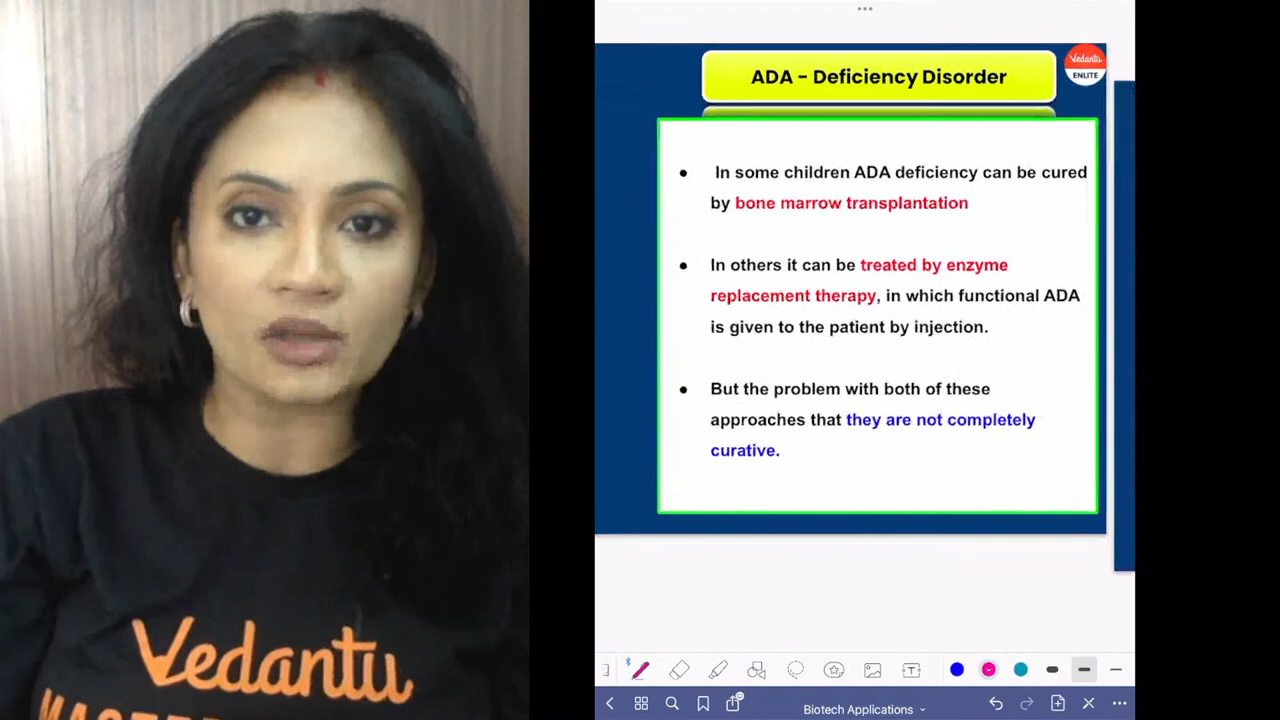 ADA - Deficiency Disorder
Vedantu
ENLITE
● In some children ADA deficiency can be cured
by bone marrow transplantation
● In others it can be treated by enzyme
replacement therapy, in which functional ADA
is given to the patient by injection.
● But the problem with both of these
approaches that they are not completely
curative.
Vedantu
T
Biotech Applications